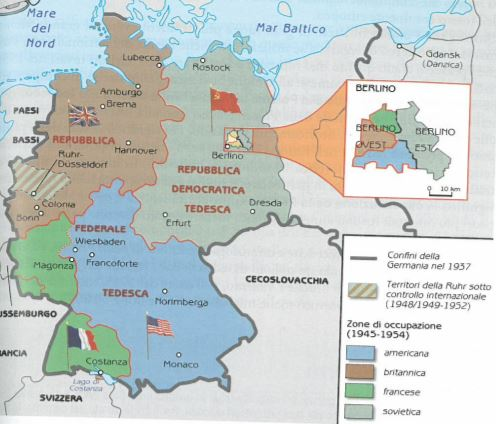 Mare
del
Nord
Mar Baltico
Lubecca
Rostock
Gdansk
(Danzica)
Amburgo
Brema
PAESI
BASSI
REPUBBLICA
Hannover
Ruhr-
Düsseldorf
Colonia
Bonn
Berlino
REPUBBLICA
DEMOCRATICA
TEDESCA
Dresda
Erfurt
BERLINO
BERLINO
OVEST
BERLINO
EST
0 10 km
FEDERALE
Wiesbaden
Magonza
Francoforte
TEDESCA
Norimberga
CECOSLOVACCHIA
USSEMBURGO
RANCIA
Costanza
Monaco
Lago di
Costanza
SVIZZERA
Confini della
Germania nel 1937
Territori della Ruhr sotto
controllo internazionale
(1948/1949-1952)
Zone di occupazione
(1945-1954)
americana
britannica
francese
sovietica